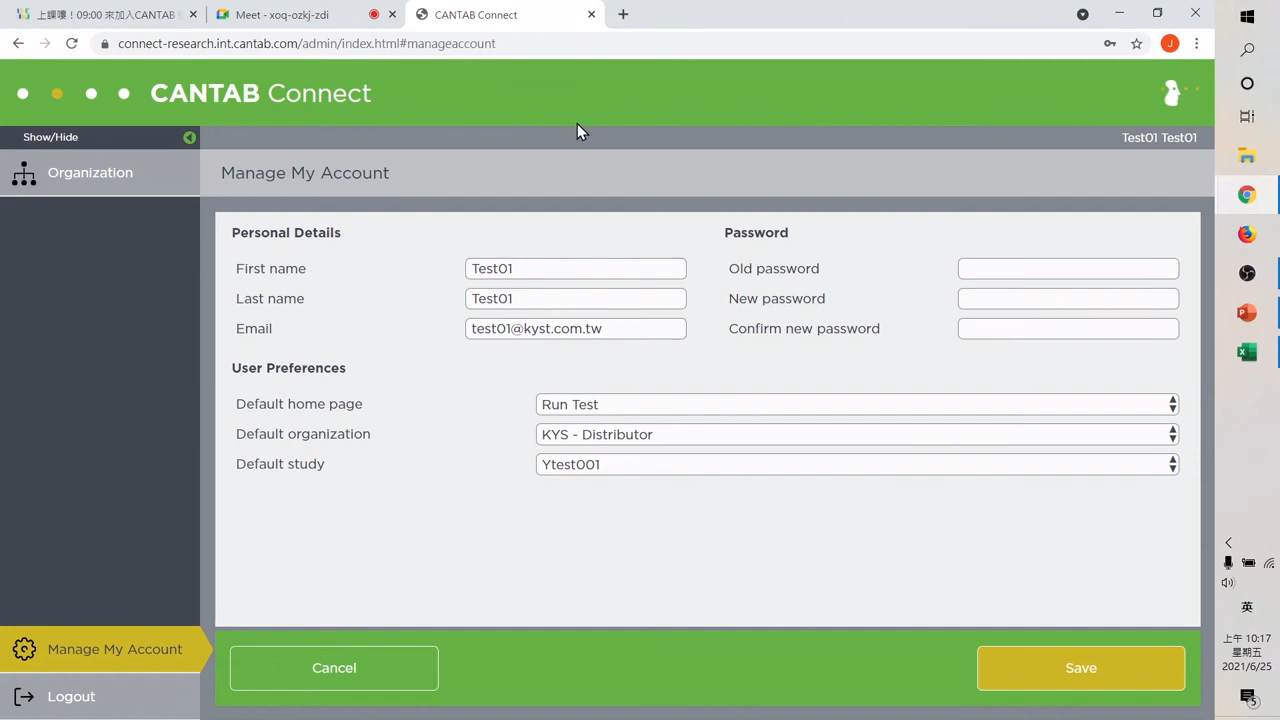 上課嘍！09:00 來加入CANTAB
Meet - xoq-ozkj-zdi
CANTAB Connect
connect-research.int.cantab.com/admin/index.html#manageaccount
J
CANTAB Connect
Show/Hide
Test01 Test01
Organization
Manage My Account
Personal Details
Password
First name
Test01
Old password
Last name
Test01
New password
Email
test01@kyst.com.tw
Confirm new password
User Preferences
Default home page
Run Test
Default organization
KYS - Distributor
Default study
Ytest001
Manage My Account
Logout
Cancel
Save
英
上午 10:17
星期五
2021/6/25
5